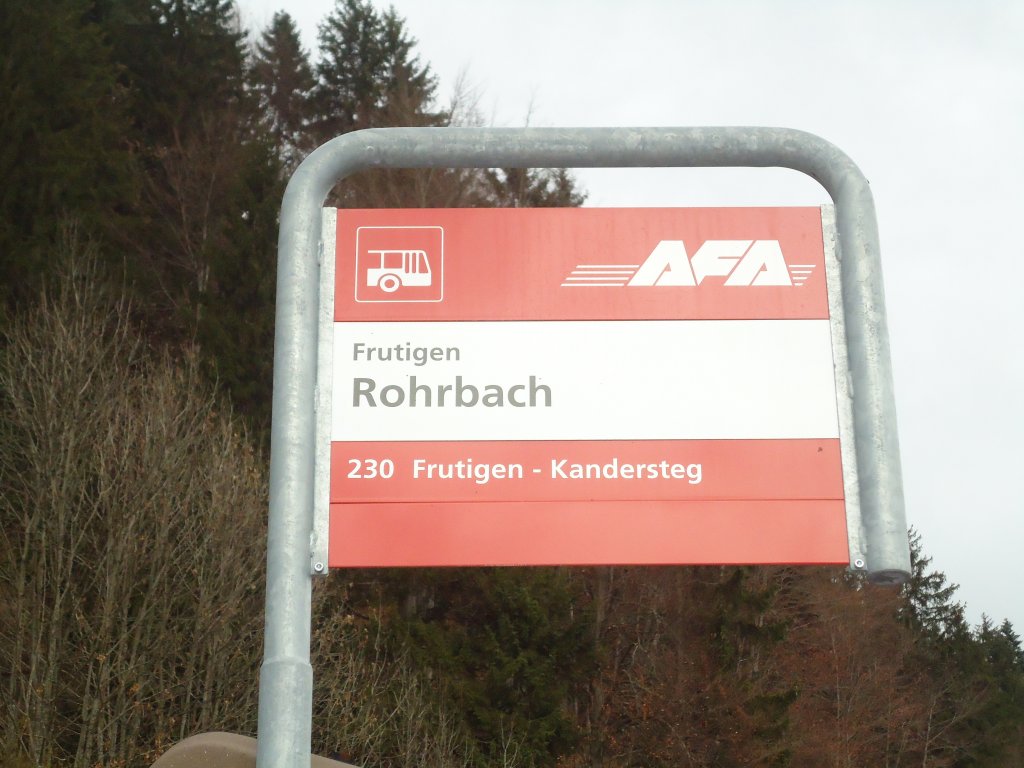 AFA
Frutigen
Rohrbach
230 Frutigen - Kandersteg